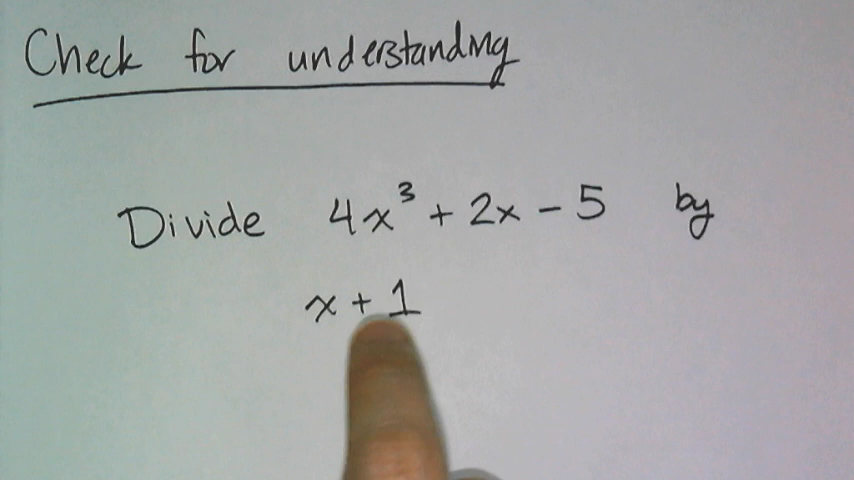 Check for understanding
Divide 4x³ + 2x - 5 by
x + 1